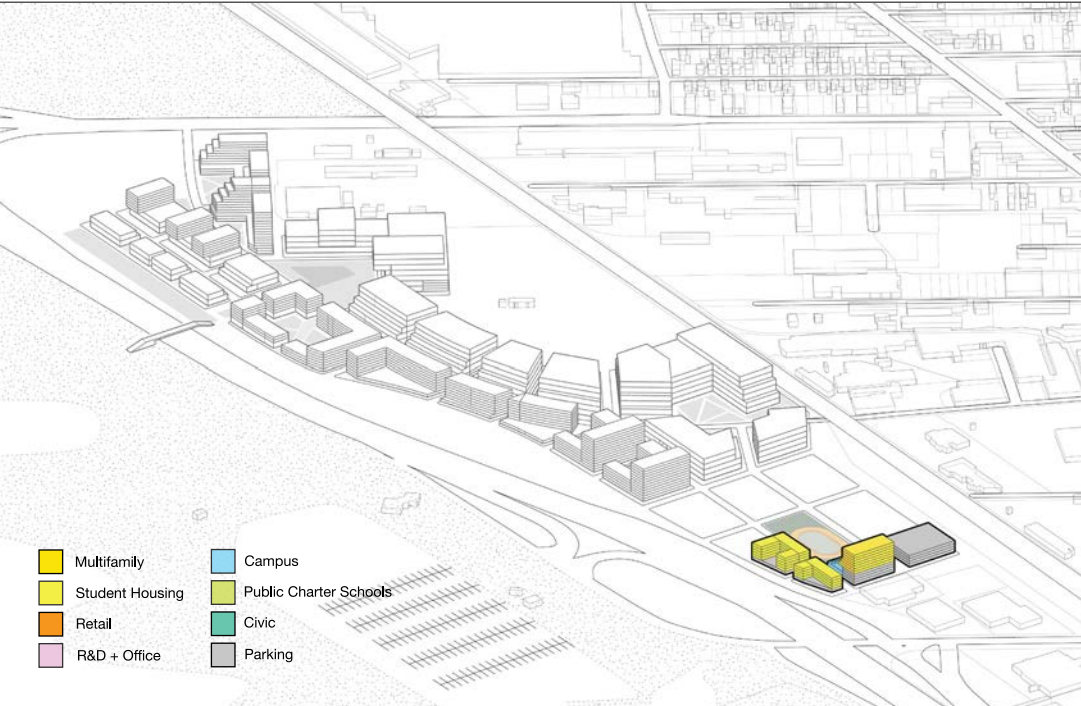 Multifamily
Student Housing
Retail
R&D + Office
Campus
Public Charter Schools
Civic
Parking